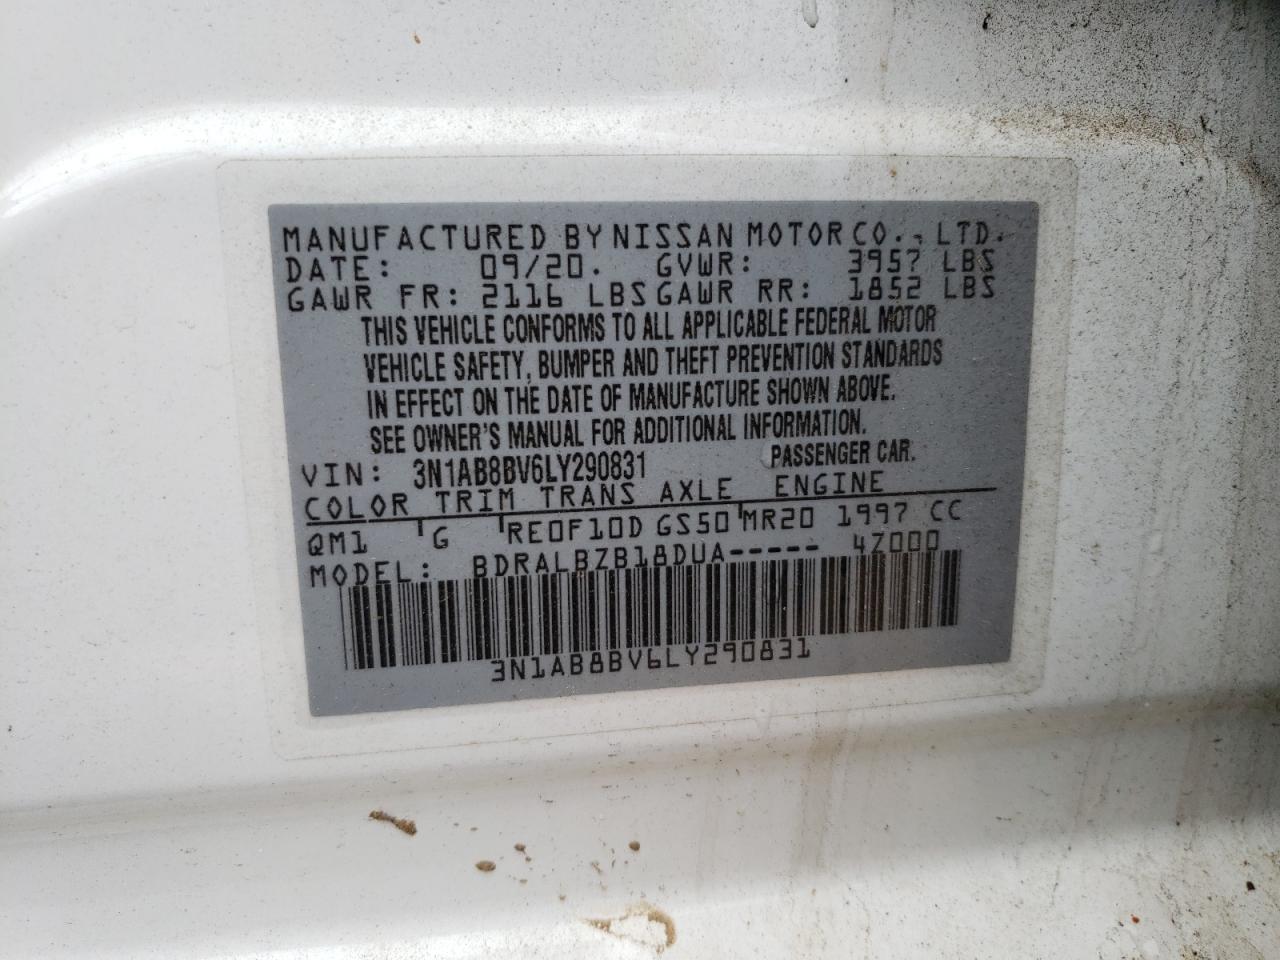 MANUFACTURED BY NISSAN MOTOR CO., LTD.
DATE: 09/20. GVWR: 3957 LBS
GAWR FR: 2116 LBS GAWR RR: 1852 LBS
THIS VEHICLE CONFORMS TO ALL APPLICABLE FEDERAL MOTOR
VEHICLE SAFETY, BUMPER AND THEFT PREVENTION STANDARDS
IN EFFECT ON THE DATE OF MANUFACTURE SHOWN ABOVE.
SEE OWNER'S MANUAL FOR ADDITIONAL INFORMATION.
VIN: 3N1AB8BV6LY290831 PASSENGER CAR.
COLOR TRIM TRANS AXLE ENGINE
QM1 G RE0F10D GS50 MR20 1997 CC
MODEL: BDRALBZB18DUA----- 4Z000
3N1AB8BV6LY290831